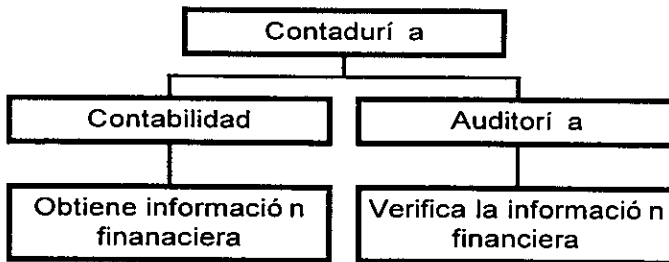 Contadurí a
Contabilidad
Auditorí a
Obtiene informació n
finanaciera
Verifica la informació n
financiera